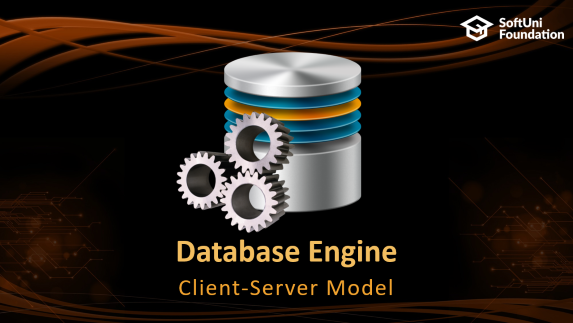 SoftUni
Foundation
Database Engine
Client-Server Model